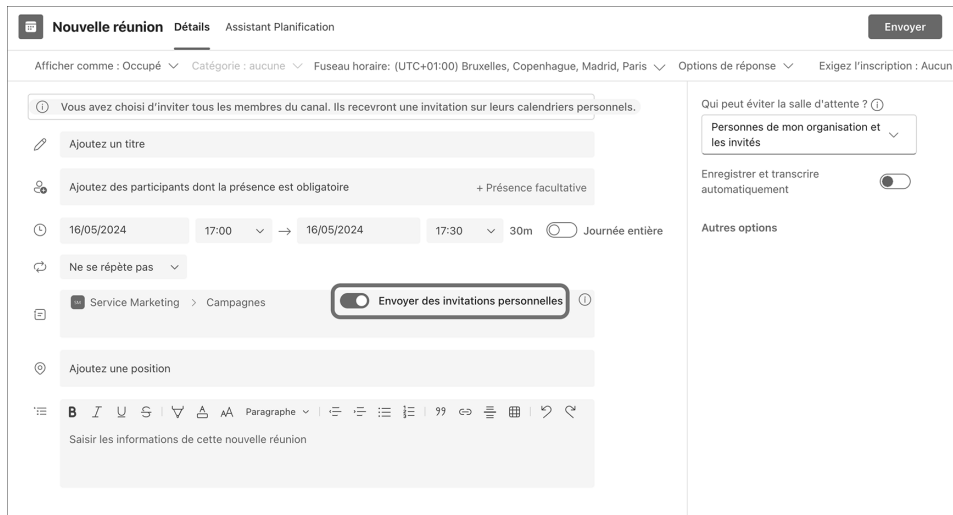 Nouvelle réunion Détails Assistant Planification Envoyer
Afficher comme : Occupé Catégorie : aucune Fuseau horaire: (UTC+01:00) Bruxelles, Copenhague, Madrid, Paris Options de réponse Exigez l'inscription : Aucun
Vous avez choisi d'inviter tous les membres du canal. Ils recevront une invitation sur leurs calendriers personnels.
Ajoutez un titre
Ajoutez des participants dont la présence est obligatoire + Présence facultative
16/05/2024 17:00 → 16/05/2024 17:30 30m Journée entière
Ne se répète pas
Service Marketing > Campagnes Envoyer des invitations personnelles
Ajoutez une position
B I U S A AA Paragraphe
Saisir les informations de cette nouvelle réunion
Qui peut éviter la salle d'attente ?
Personnes de mon organisation et
les invités
Enregistrer et transcrire
automatiquement
Autres options